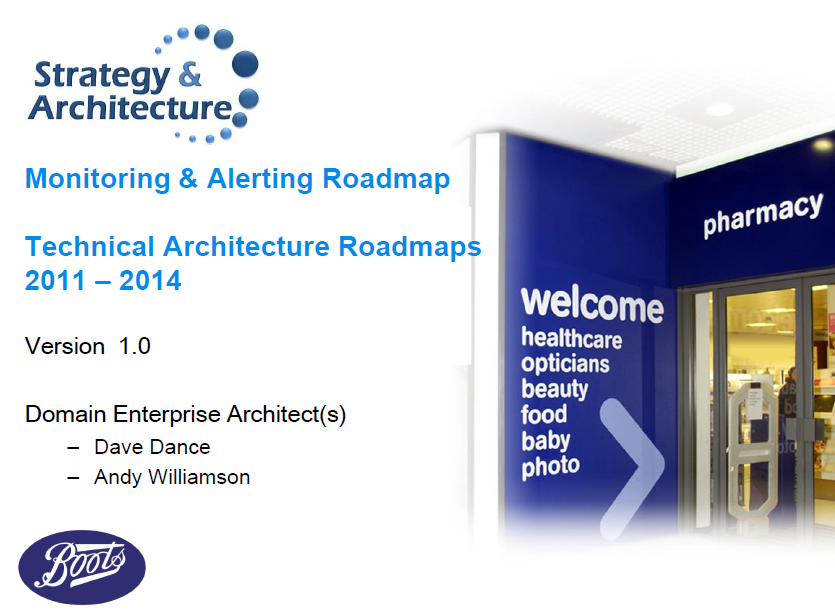 Strategy &
Architecture
Monitoring & Alerting Roadmap
Technical Architecture Roadmaps
2011 – 2014
Version 1.0
Domain Enterprise Architect(s)
– Dave Dance
– Andy Williamson
Boots
pharmacy
welcome
healthcare
opticians
beauty
food
baby
photo